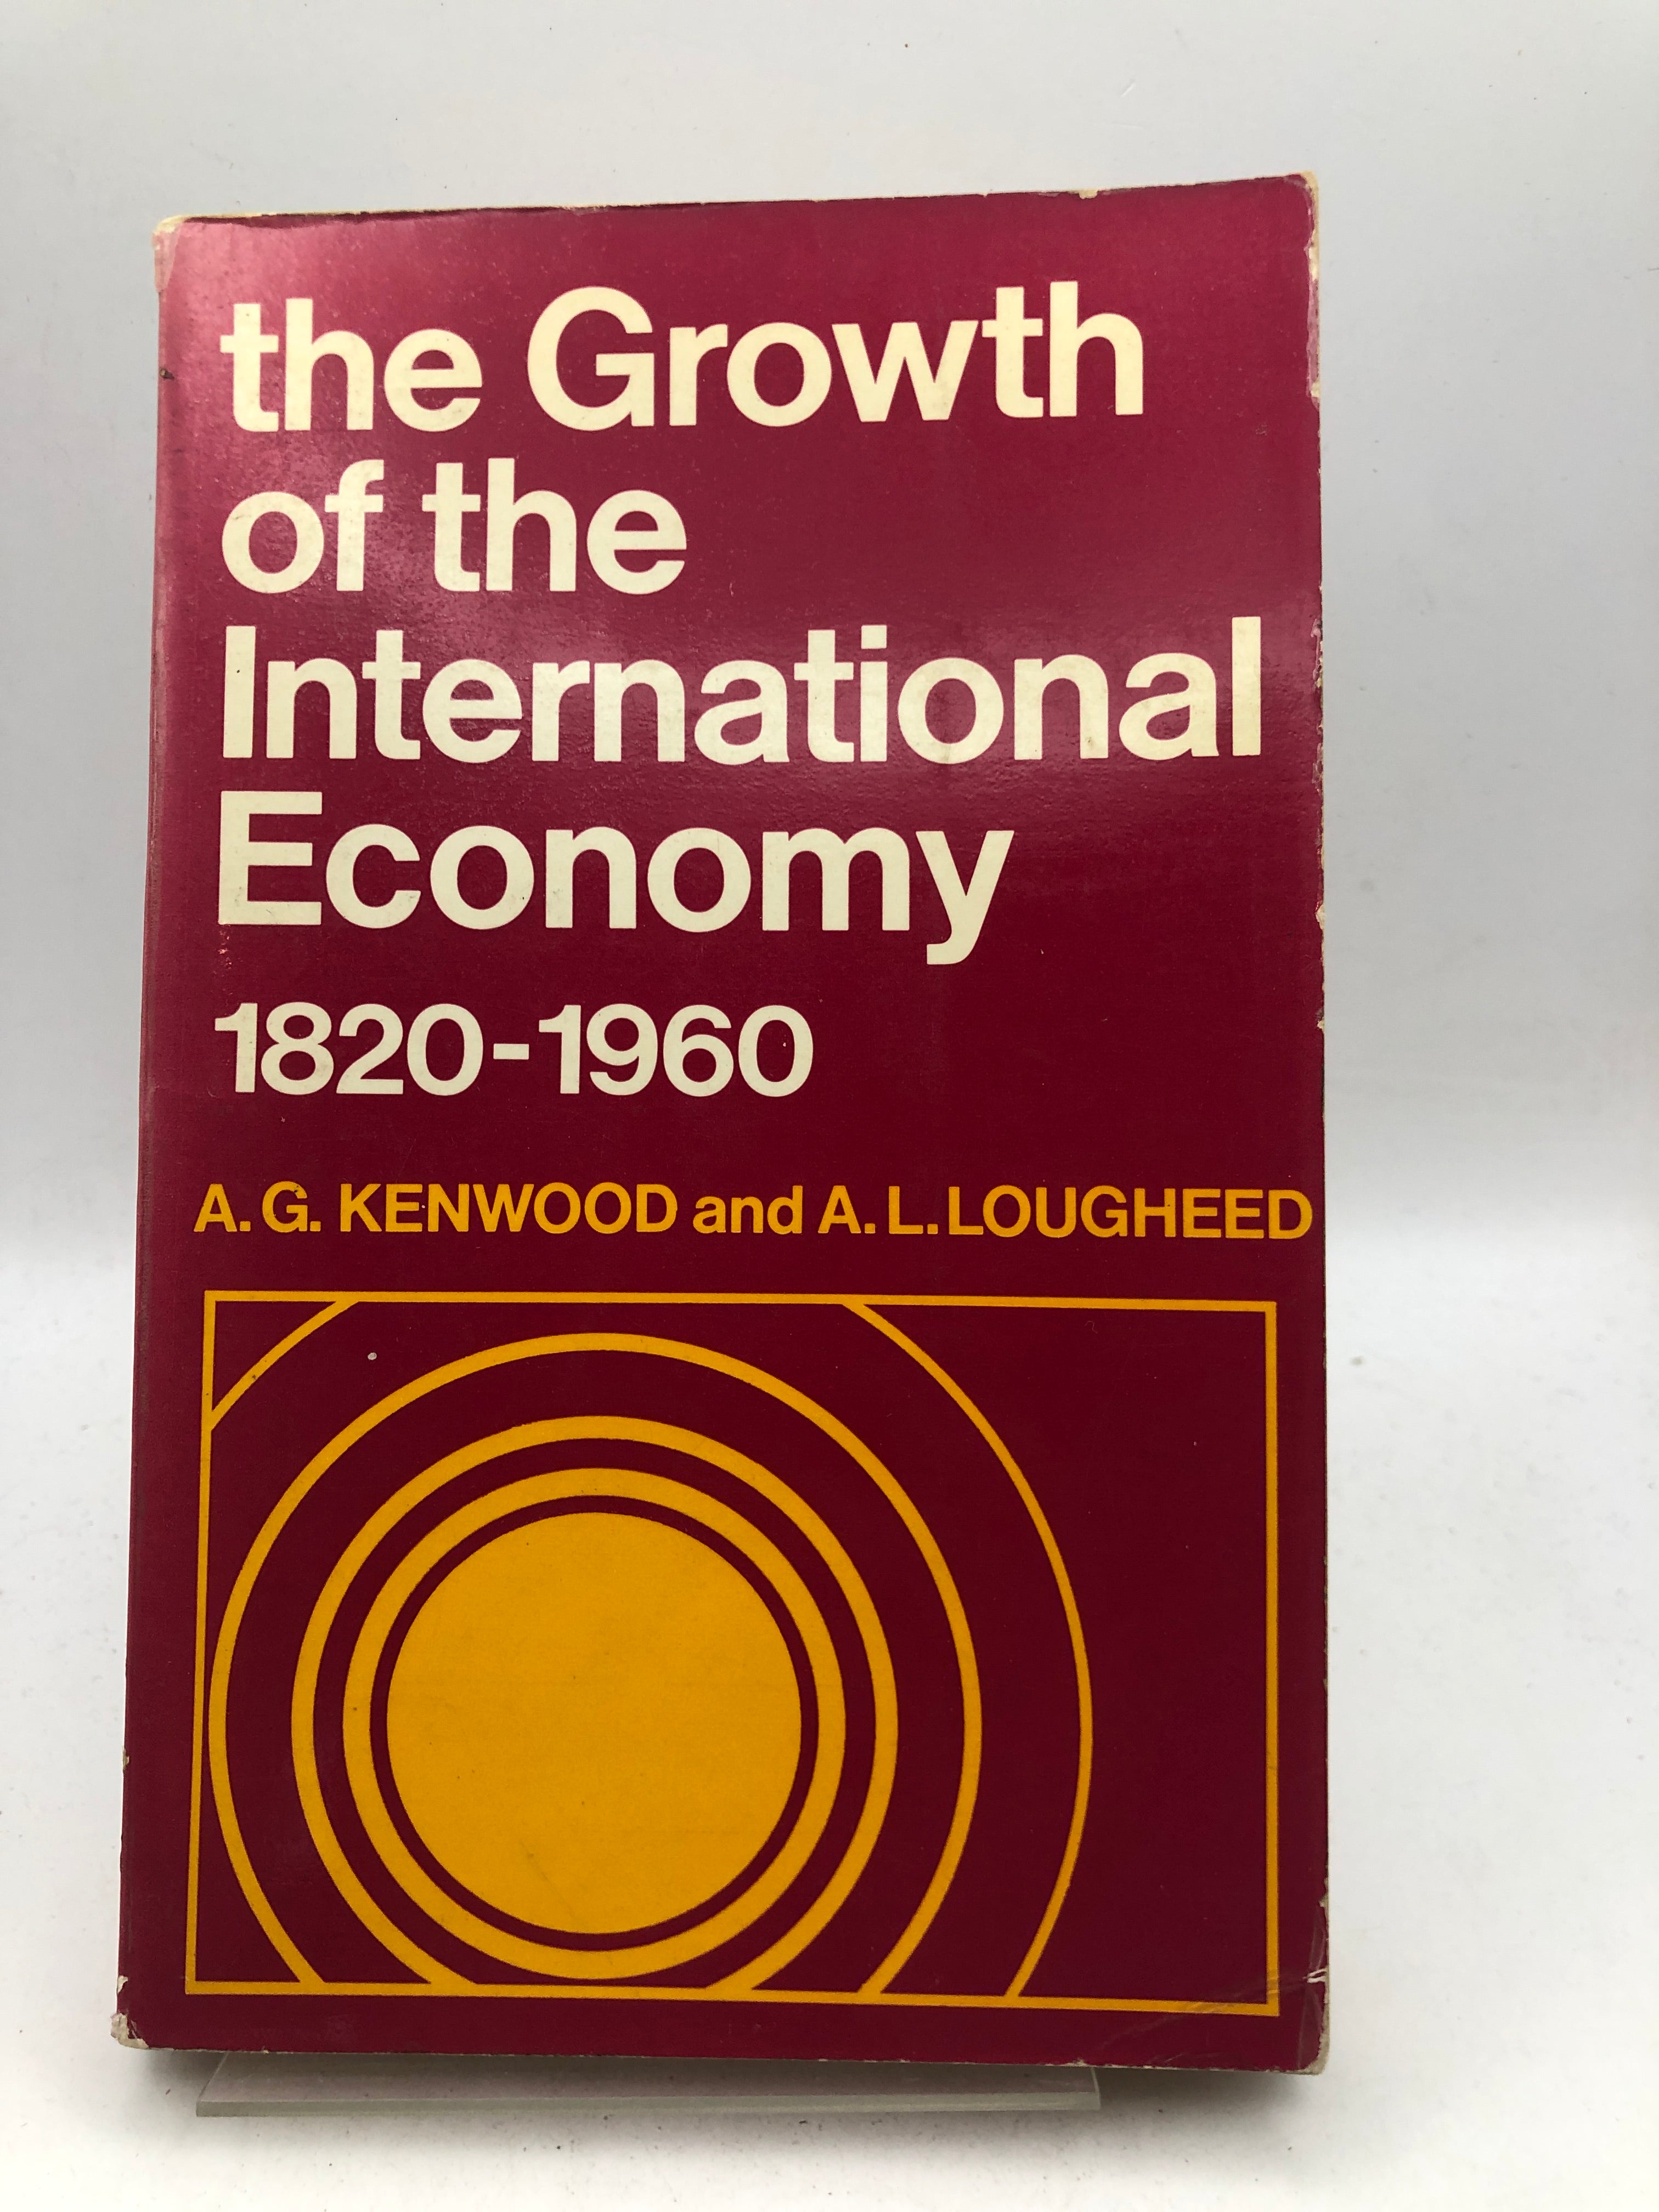 the Growth
of the
International
Economy
1820-1960
A. G. KENWOOD and A. L. LOUGHEED